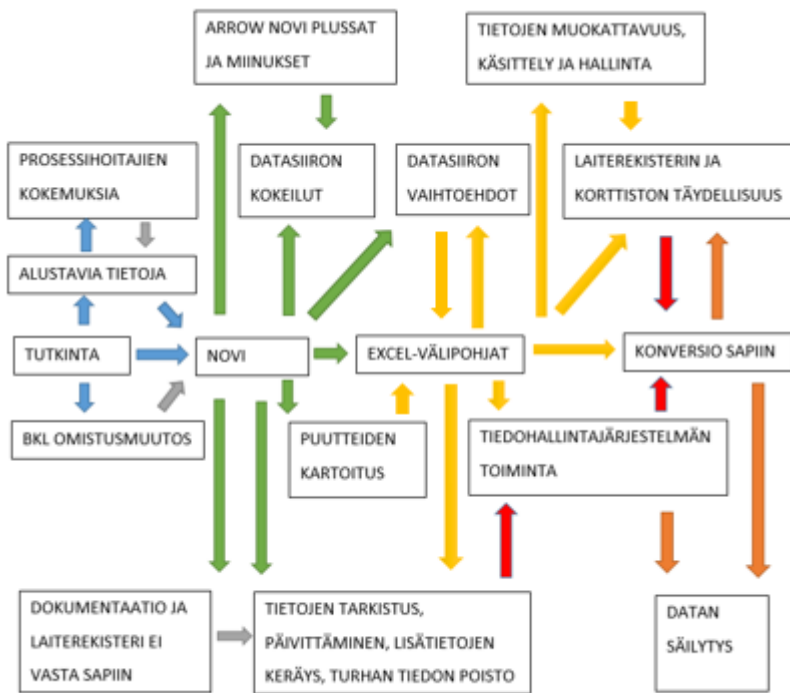 ARROW NOVI PLUSSAT
JA MIINUKSET
TIETOJEN MUOKATTAVUUS,
KÄSITTELY JA HALLINTA
PROSESSIHOITAJIEN
KOKEMUKSIA
DATASIIRON
KOKEILUT
DATASIIRON
VAIHTOEHDOT
LAITEREKISTERIN JA
KORTTISTON TÄYDELLISUUS
ALUSTAVIA TIETOJA
TUTKINTA
NOVI
EXCEL-VÄLIPOHJAT
KONVERSIO SAPIIN
BKL OMISTUSMUUTOS
PUUTTEIDEN
KARTOITUS
TIEDOHALLINTAJÄRJESTELMÄN
TOIMINTA
DOKUMENTAATIO JA
LAITEREKISTERI EI
VASTA SAPIIN
TIETOJEN TARKISTUS,
PÄIVITTÄMINEN, LISÄTIETOJEN
KERÄYS, TURHAN TIEDON POISTO
DATAN
SÄILYTYS